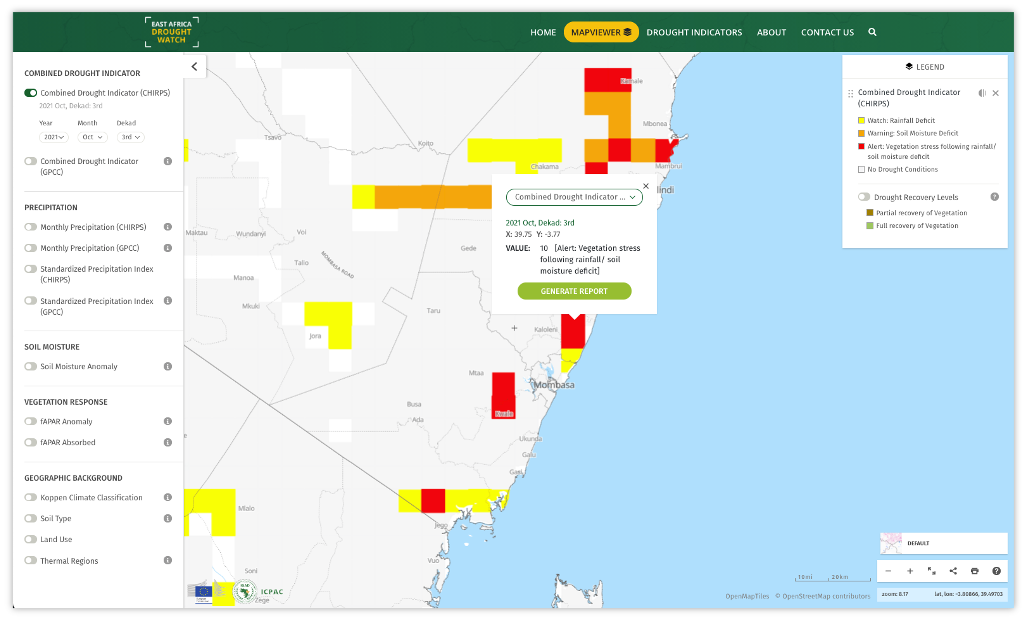 EAST AFRICA
DROUGHT
WATCH
HOME
MAPVIEWER
DROUGHT INDICATORS
ABOUT
CONTACT US
COMBINED DROUGHT INDICATOR
Combined Drought Indicator (CHIRPS)
2021 Oct, Dekad: 3rd
Year Month Dekad
2021 Oct 3rd
Combined Drought Indicator
(GPCC)
PRECIPITATION
Monthly Precipitation (CHIRPS)
Monthly Precipitation (GPCC)
Standardized Precipitation Index
(CHIRPS)
Standardized Precipitation Index
(GPCC)
SOIL MOISTURE
Soil Moisture Anomaly
VEGETATION RESPONSE
fAPAR Anomaly
fAPAR Absorbed
GEOGRAPHIC BACKGROUND
Koppen Climate Classification
Soil Type
Land Use
Thermal Regions
Tsavo
Koito
Mbonea
Chakama
Mambrui
lindi
Maktau
Wundanyi
Voi
Gede
Talio
MOMBASA ROAD
Manoa
Mkuki
Taru
Jora
Kaloleni
Mtaa
Mombasa
Busa
Ada
Kwale
Ukunda
Galu
Gasi
Mlalo
Jego
Vuo
Soni
Combined Drought Indicator ...
2021 Oct, Dekad: 3rd
X: 39.75 Y: -3.77
VALUE: 10 [Alert: Vegetation stress
following rainfall/ soil
moisture deficit]
GENERATE REPORT
LEGEND
Combined Drought Indicator
(CHIRPS)
Watch: Rainfall Deficit
Warning: Soil Moisture Deficit
Alert: Vegetation stress following rainfall/
soil moisture deficit
No Drought Conditions
Drought Recovery Levels
Partial recovery of Vegetation
Full recovery of Vegetation
DEFAULT
10 mi 20 km
OpenMapTiles © OpenStreetMap contributors
zoom: 8.17 lat, lon: -3.00866, 39.49703
ICPAC